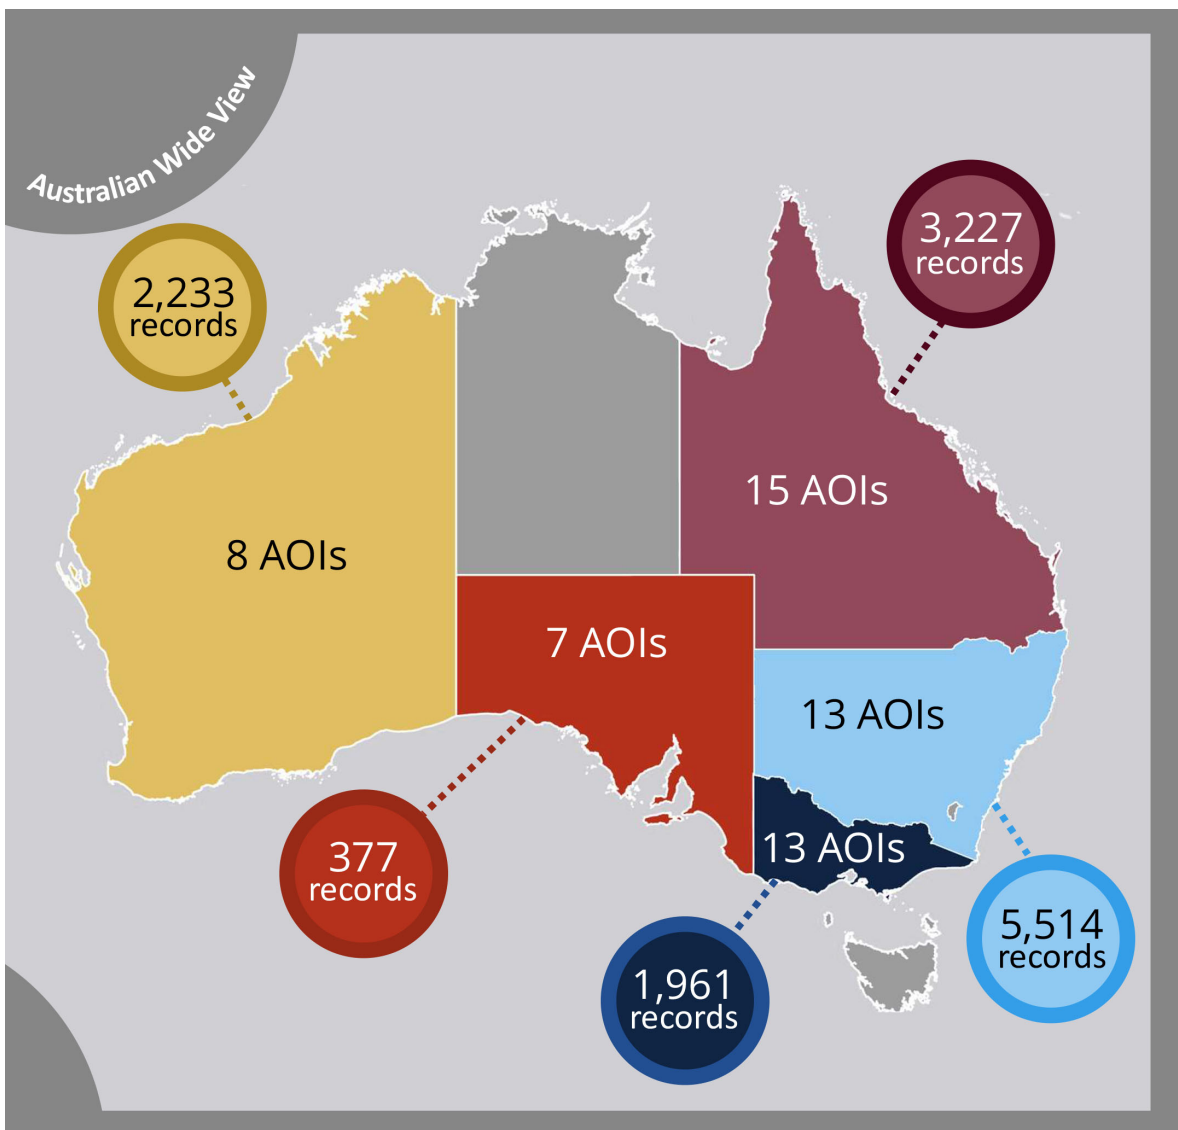 Australian Wide View
3,227
records
2,233
records
15 AOIs
8 AOIs
7 AOIs
13 AOIs
13 AOIs
377
records
5,514
records
1,961
records